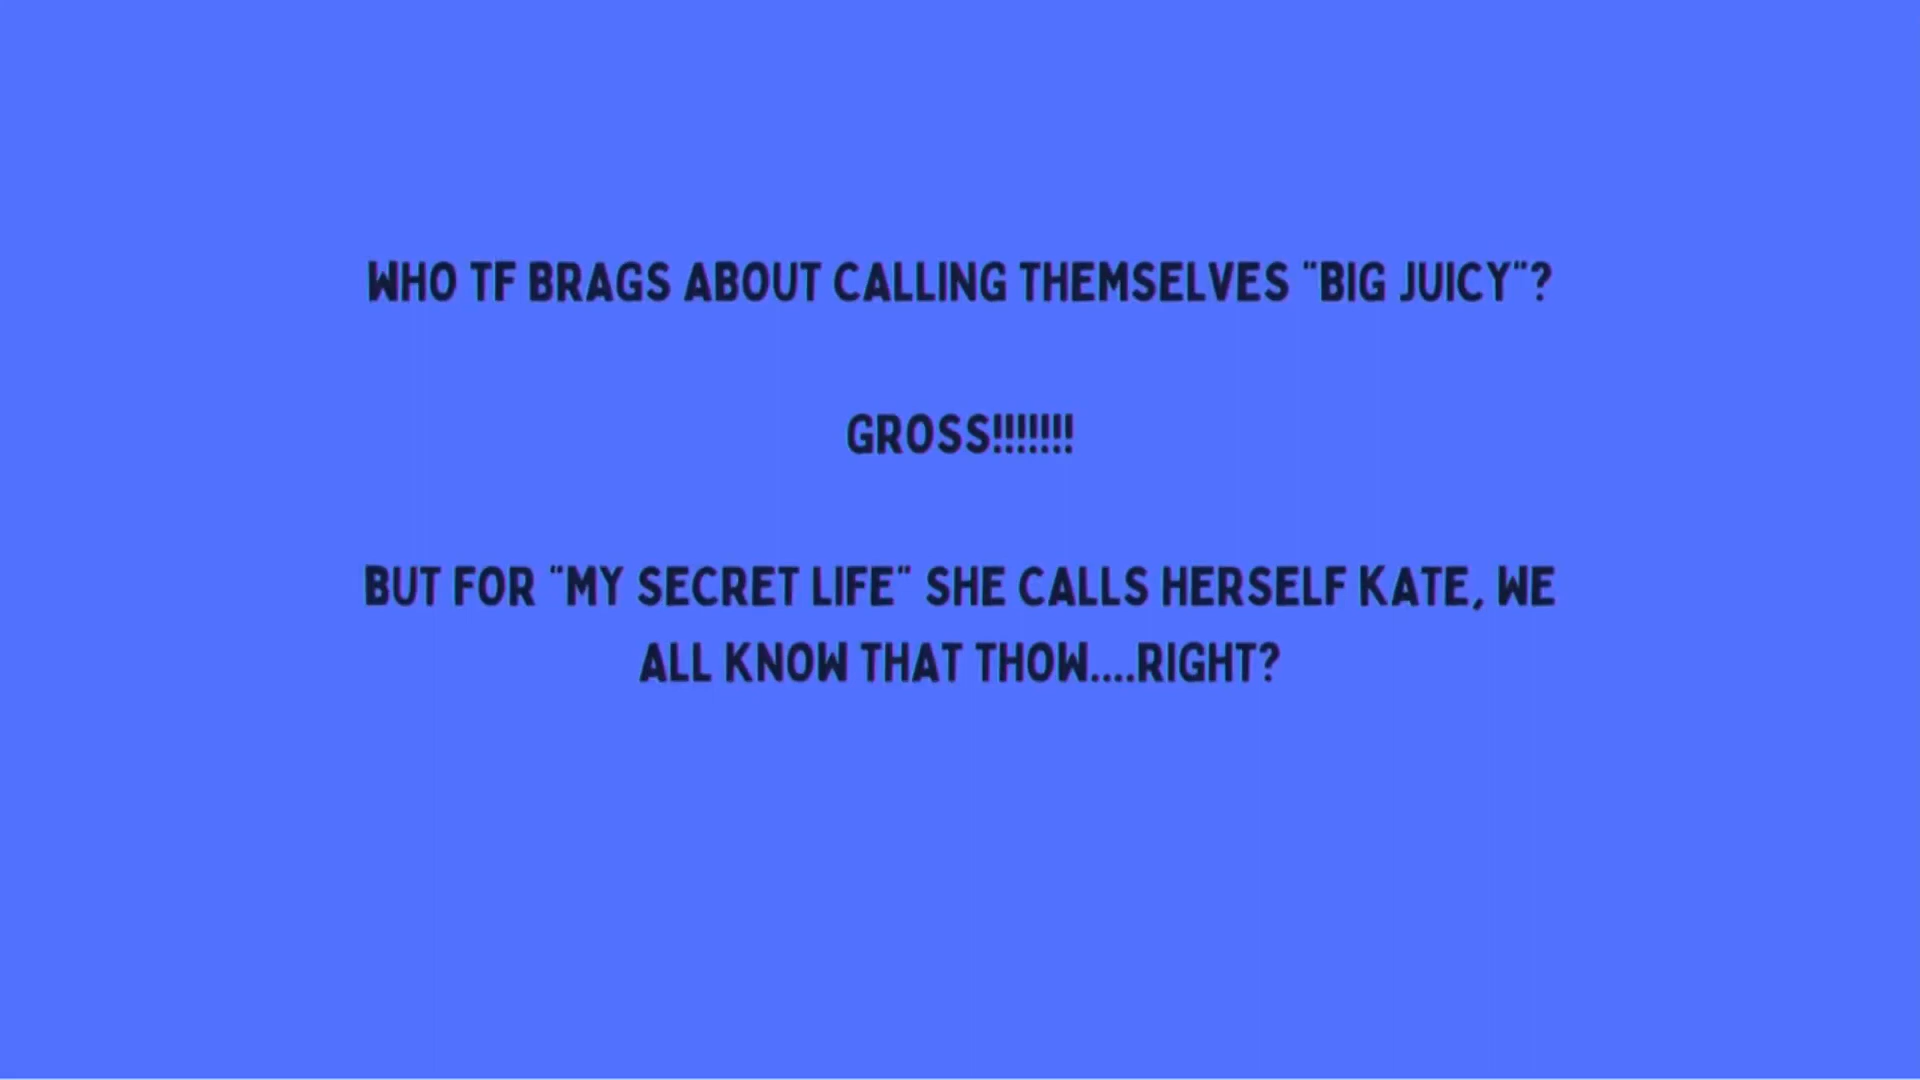 WHO TF BRAGS ABOUT CALLING THEMSELVES "BIG JUICY"?
GROSS!!!!!!!
BUT FOR "MY SECRET LIFE" SHE CALLS HERSELF KATE, WE
ALL KNOW THAT THOW....RIGHT?